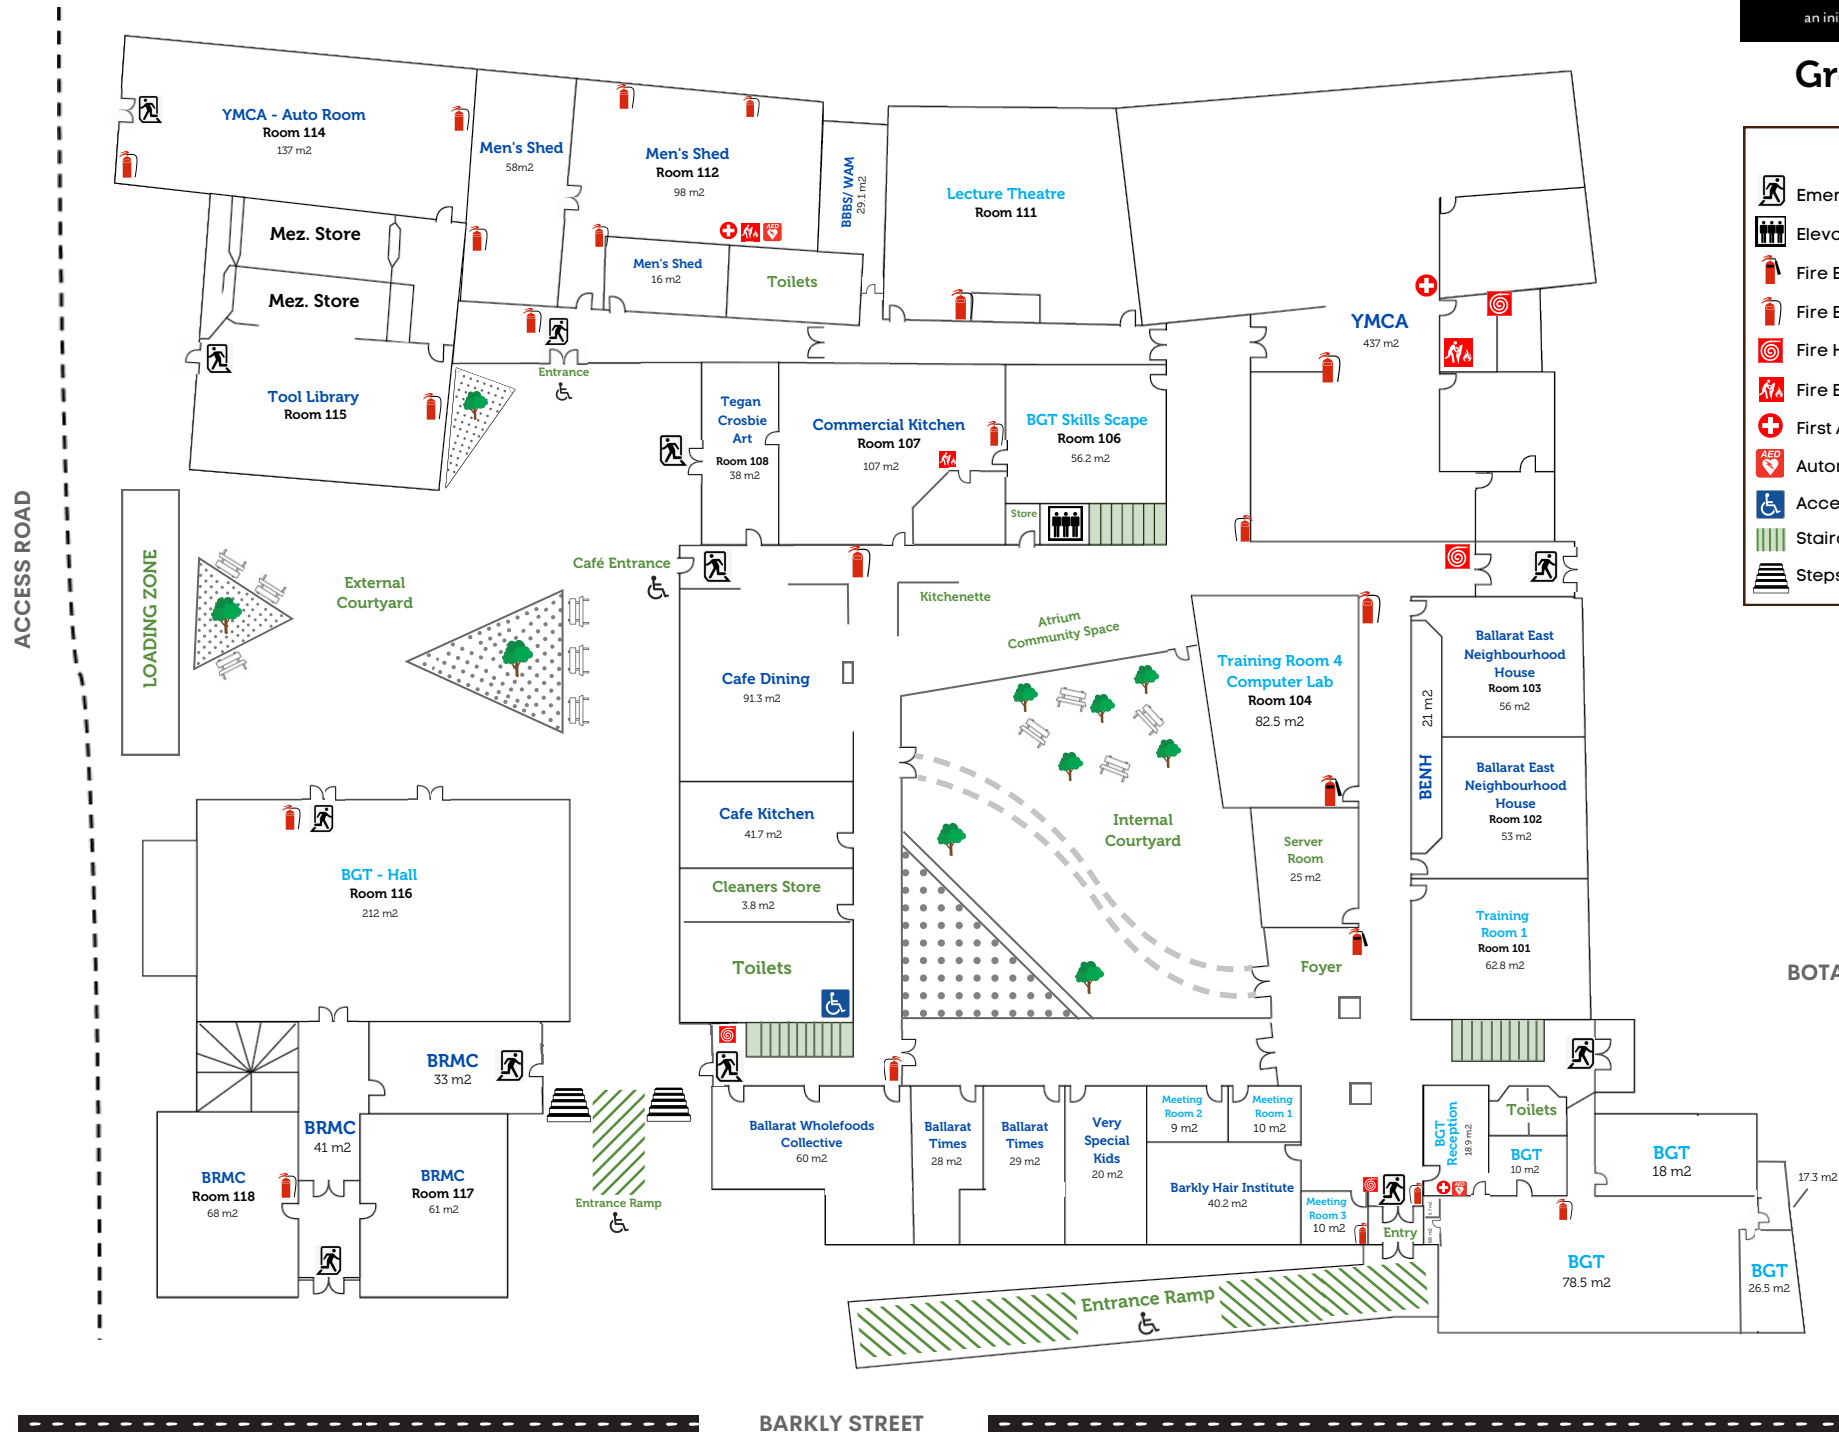 an ini
Gr
YMCA - Auto Room
Room 114
137 m2
Men's Shed
58m2
Men's Shed
Room 112
98 m2
BBBS/ WAM
29.1 m2
Lecture Theatre
Room 111
Mez. Store
Mez. Store
Men's Shed
16 m2
Toilets
YMCA
437 m2
Tool Library
Room 115
Entrance
Tegan
Crosbie
Art
Room 108
38 m2
Commercial Kitchen
Room 107
107 m2
BGT Skills Scape
Room 106
56.2 m2
Store
AED
Emer
Elevo
Fire E
Fire E
Fire H
Fire E
First A
AED
Autor
Acce
Stairc
Steps
ACCESS ROAD
LOADING ZONE
External
Courtyard
Café Entrance
Kitchenette
Atrium
Community Space
Cafe Dining
91.3 m2
Training Room 4
Computer Lab
Room 104
82.5 m2
BENH
21 m2
Ballarat East
Neighbourhood
House
Room 103
56 m2
Ballarat East
Neighbourhood
House
Room 102
53 m2
Cafe Kitchen
41.7 m2
Internal
Courtyard
Server
Room
25 m2
BGT - Hall
Room 116
212 m2
Cleaners Store
3.8 m2
Toilets
Foyer
Training
Room 1
Room 101
62.8 m2
BOTA
BRMC
33 m2
BRMC
41 m2
BRMC
Room 118
68 m2
BRMC
Room 117
61 m2
Entrance Ramp
Ballarat Wholefoods
Collective
60 m2
Ballarat
Times
28 m2
Ballarat
Times
29 m2
Very
Special
Kids
20 m2
Meeting
Room 2
9 m2
Meeting
Room 1
10 m2
Barkly Hair Institute
40.2 m2
Meeting
Room 3
10 m2
Entry
BGT
Reception
18.9 m2
AED
Toilets
BGT
10 m2
BGT
18 m2
17.3 m2
BGT
78.5 m2
BGT
26.5 m2
Entrance Ramp
BARKLY STREET